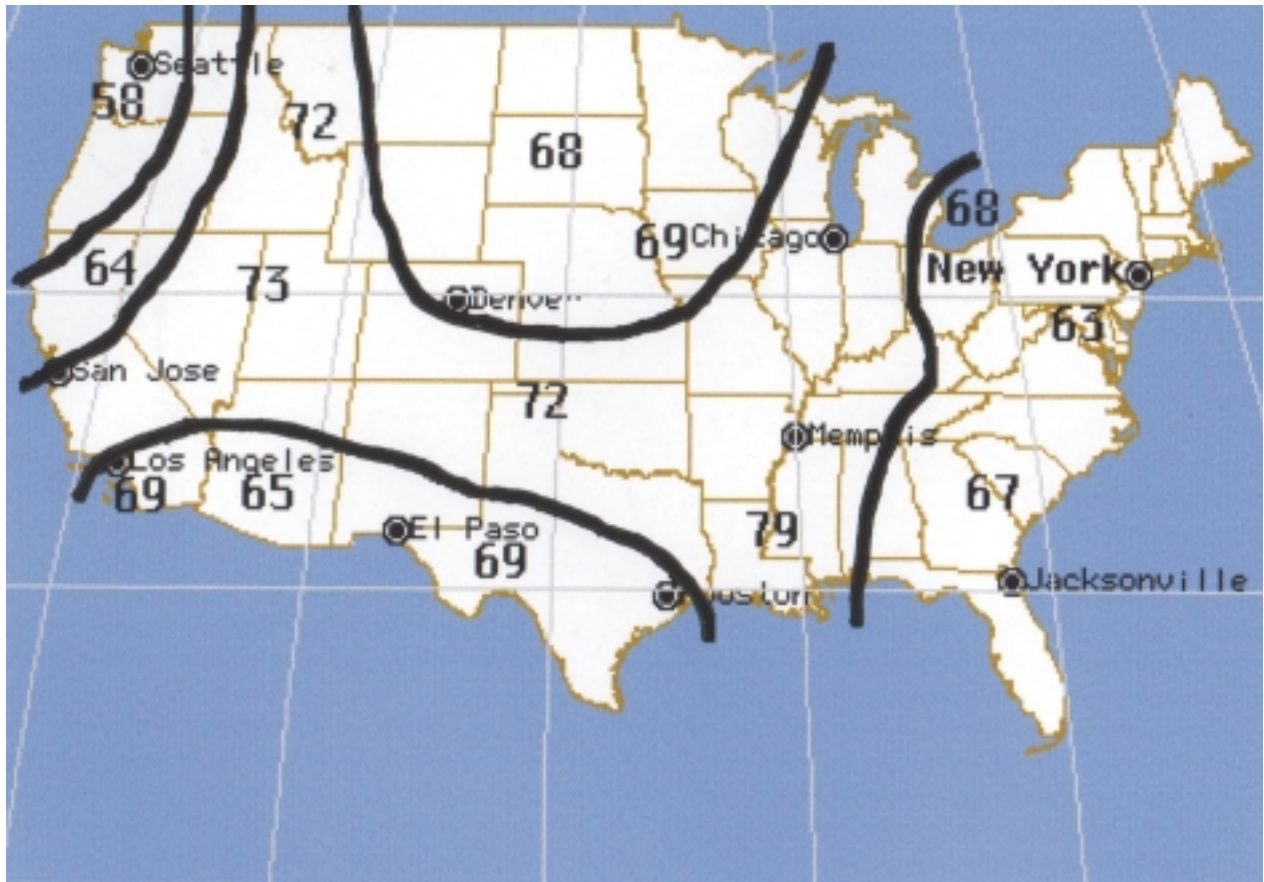 Seattle
58
72
68
68
69
Chicago
64
73
New York
Denver
63
San Jose
72
Memphis
Los Angeles
69
65
67
El Paso
79
69
Jacksonville
Houston